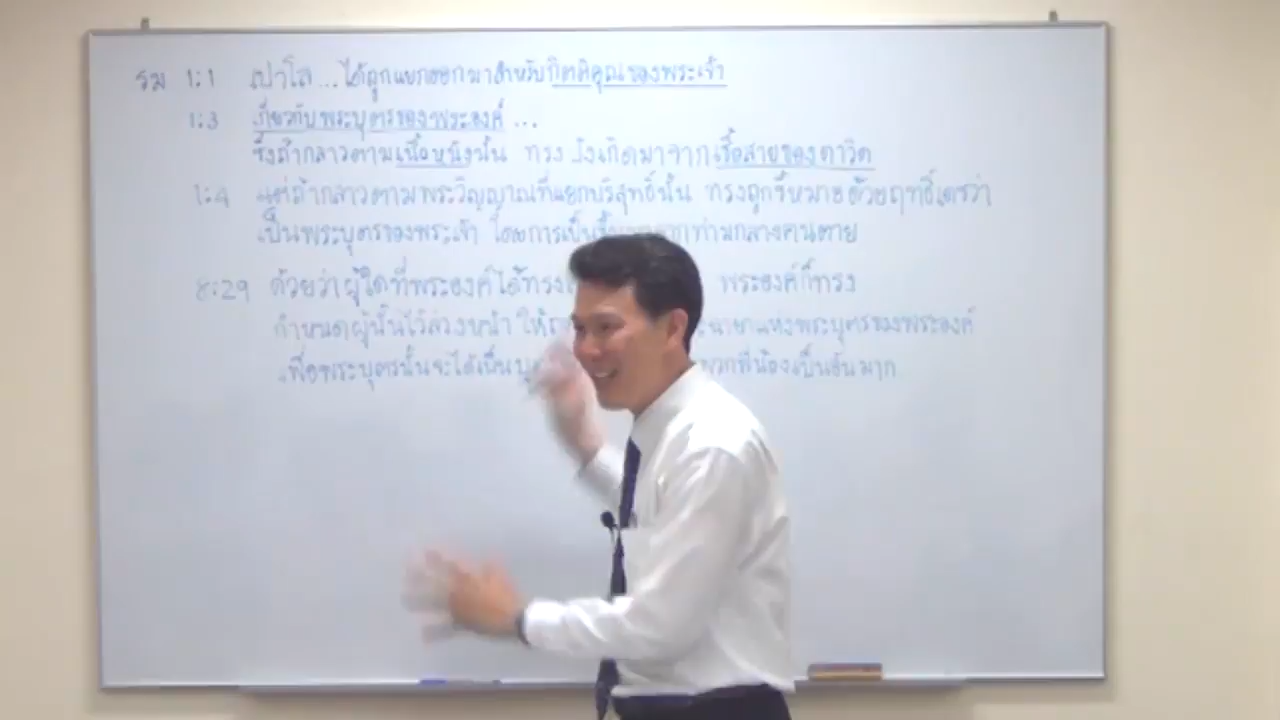 รม 1:1 เปาโล ...ได้ถูกแยกออกมาสำหรับกิตติคุณของพระเจ้า
1:3 เกี่ยวกับพระบุตรของพระองค์ ...
ซึ่งถ้ากล่าวตามเนื้อหนังนั้น ทรงบังเกิดมาจากเชื้อสายของดาวิด
1:4 แต่ถ้ากล่าวตามพระวิญญาณที่แยกบริสุทธิ์นั้น ทรงถูกชี้หมายด้วยฤทธิ์เดชว่า
เป็นพระบุตรของพระเจ้า โดยการเป็นขึ้น ท่ามกลางคนตาย
8:29 ด้วยว่าผู้ใดที่พระองค์ได้ทรง พระองค์ก็ทรง
กำหนดผู้นั้นไว้ล่วงหน้า ให้ แห่งพระบุตรของพระองค์
เพื่อพระบุตรนั้นจะได้เป็น พวกพี่น้องเป็นอันมาก